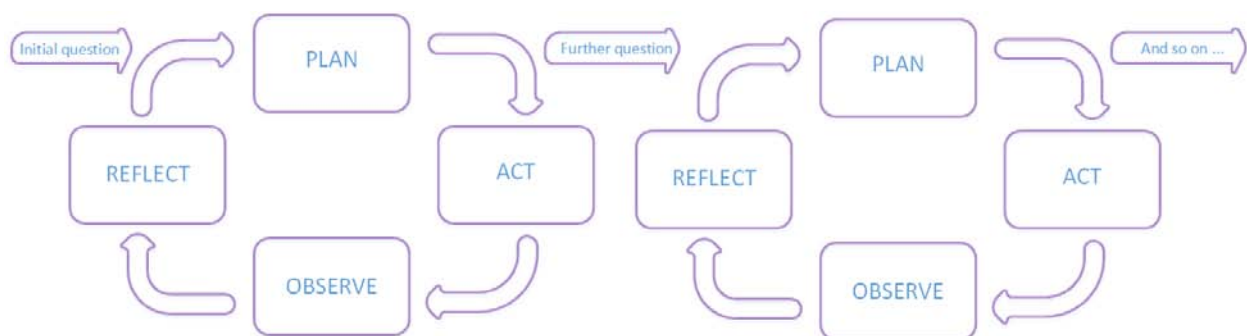 Initial question
PLAN
Further question
PLAN
And so on ...
REFLECT
ACT
REFLECT
ACT
OBSERVE
OBSERVE